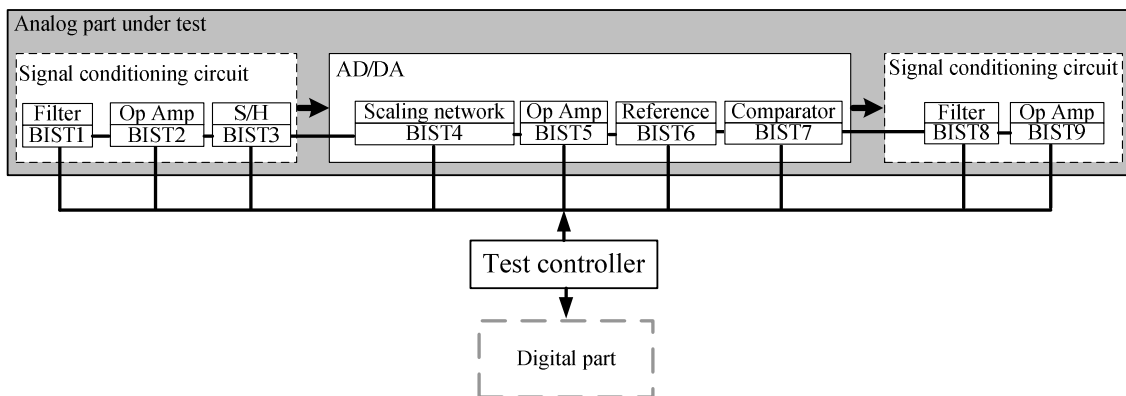 Analog part under test
Signal conditioning circuit
Filter
BIST1
Op Amp
BIST2
S/H
BIST3
AD/DA
Scaling network
BIST4
Op Amp
BIST5
Reference
BIST6
Comparator
BIST7
Signal conditioning circuit
Filter
BIST8
Op Amp
BIST9
Test controller
Digital part